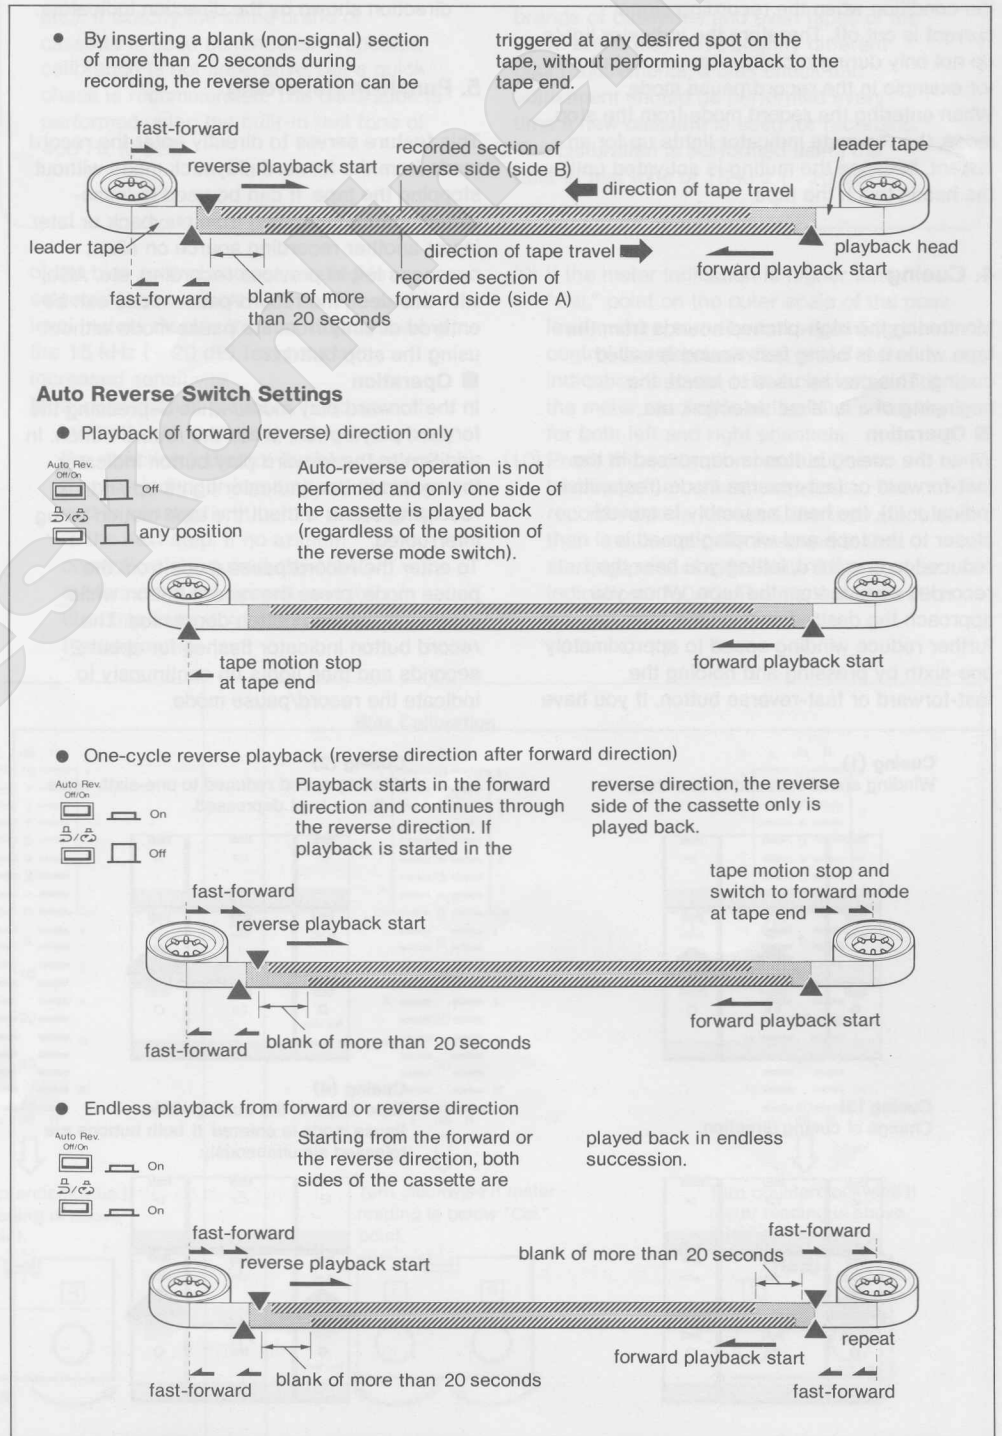 ● By inserting a blank (non-signal) section
of more than 20 seconds during
recording, the reverse operation can be
triggered at any desired spot on the
tape, without performing playback to the
tape end.
fast-forward
reverse playback start
recorded section of
reverse side (side B)
leader tape
direction of tape travel
leader tape
direction of tape travel
playback head
forward playback start
fast-forward
blank of more
than 20 seconds
recorded section of
forward side (side A)
Auto Reverse Switch Settings
● Playback of forward (reverse) direction only
Auto Rev.
Off/On
Off
any position
Auto-reverse operation is not
performed and only one side of
the cassette is played back
(regardless of the position of
the reverse mode switch).
tape motion stop
at tape end
forward playback start
● One-cycle reverse playback (reverse direction after forward direction)
Auto Rev.
Off/On
On
Off
Playback starts in the forward
direction and continues through
the reverse direction. If
playback is started in the
reverse direction, the reverse
side of the cassette only is
played back.
fast-forward
reverse playback start
tape motion stop and
switch to forward mode
at tape end
fast-forward
blank of more than 20 seconds
forward playback start
● Endless playback from forward or reverse direction
Auto Rev.
Off/On
On
On
Starting from the forward or
the reverse direction, both
sides of the cassette are
played back in endless
succession.
fast-forward
reverse playback start
fast-forward
blank of more than 20 seconds
repeat
forward playback start
fast-forward
blank of more than 20 seconds
fast-forward